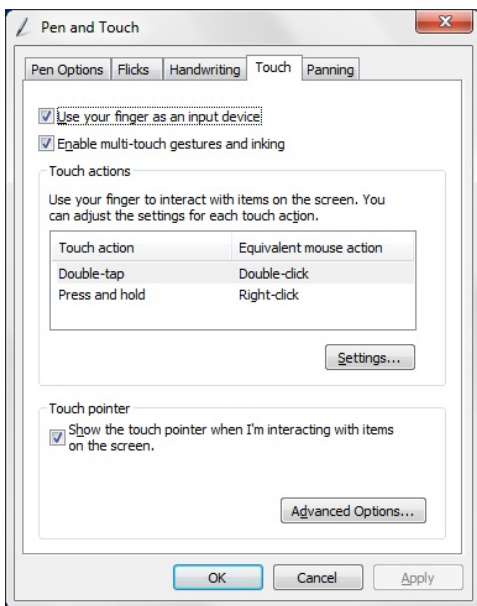 Pen and Touch
Pen Options Flicks Handwriting Touch Panning
Use your finger as an input device
Enable multi-touch gestures and inking
Touch actions
Use your finger to interact with items on the screen. You
can adjust the settings for each touch action.
Touch action Equivalent mouse action
Double-tap Double-click
Press and hold Right-click
Settings...
Touch pointer
Show the touch pointer when I'm interacting with items
on the screen.
Advanced Options...
OK Cancel Apply